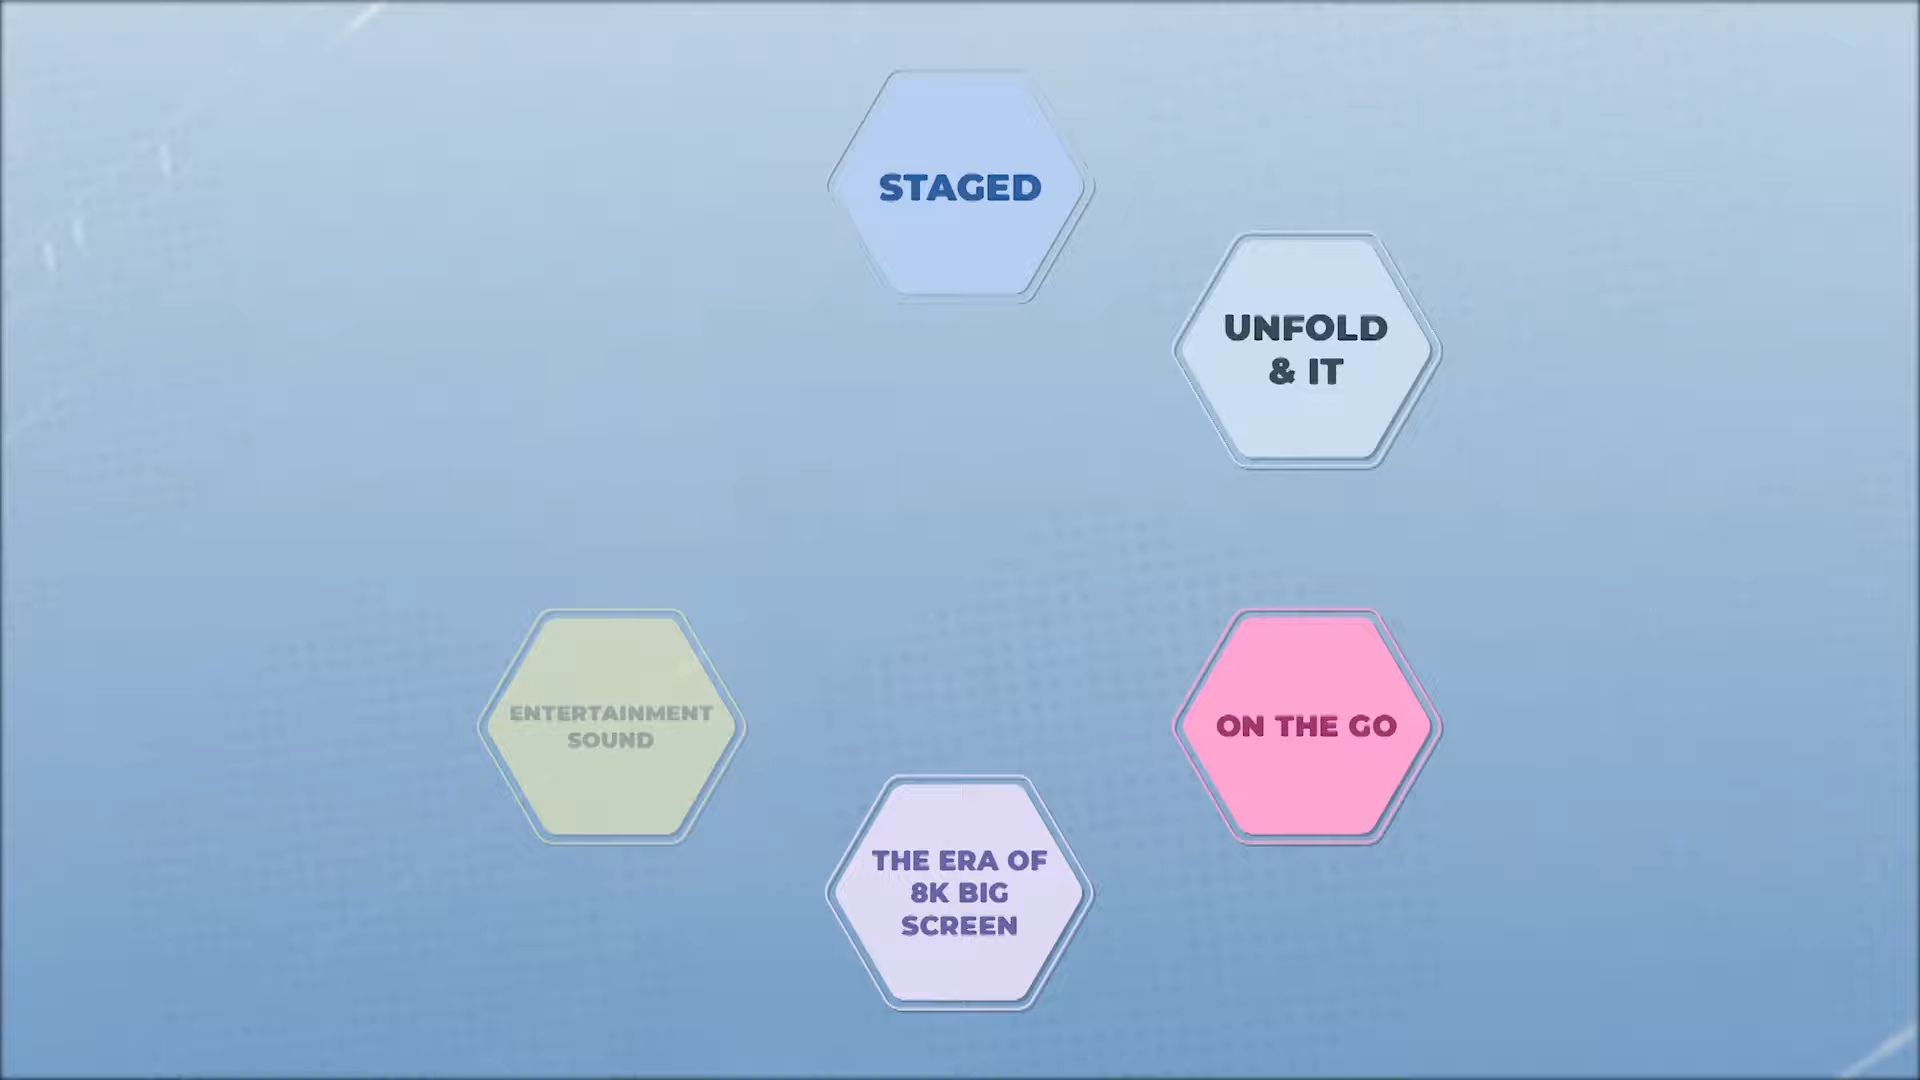 STAGED
UNFOLD
& IT
ENTERTAINMENT
SOUND
ON THE GO
THE ERA OF
8K BIG
SCREEN